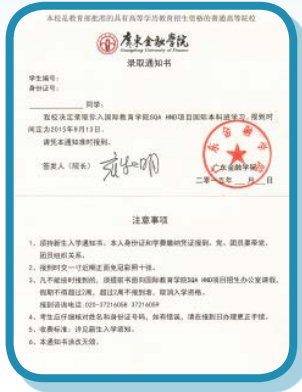 本校是教育部批准的具有高等学历教育招生资格的普通高等院校
广东金融学院
Guangdong University of Finance
录取通知书
学生编号:
身份证号:
同学:
我校决定录取你入国际教育学院SQA HND项目国际本科班学习,报到时
间定为2015年9月13日。
请凭本通知准时报到。
签发人(院长)
广东金融学院
二零一五年 月 日
注意事项
1、须持新生入学通知书、本人身份证和学费缴纳凭证报到。党、团员要带党、
团员组织关系。
2、报到时交一寸近期正面免冠彩照十张。
3、凡不能按时报到的,须提前书面向国际教育学院SQA HND项目招生办公室请假,
假期不得超过2周。超过2周不报到者,取消入学资格。
报到咨询电话:020-37216058 37216059
4、考生应仔细核对姓名和身份证号码,如有错误,请在报到日办理更正手续。
5、收费标准:详见新生入学须知。
6、本通知书涂改无效。